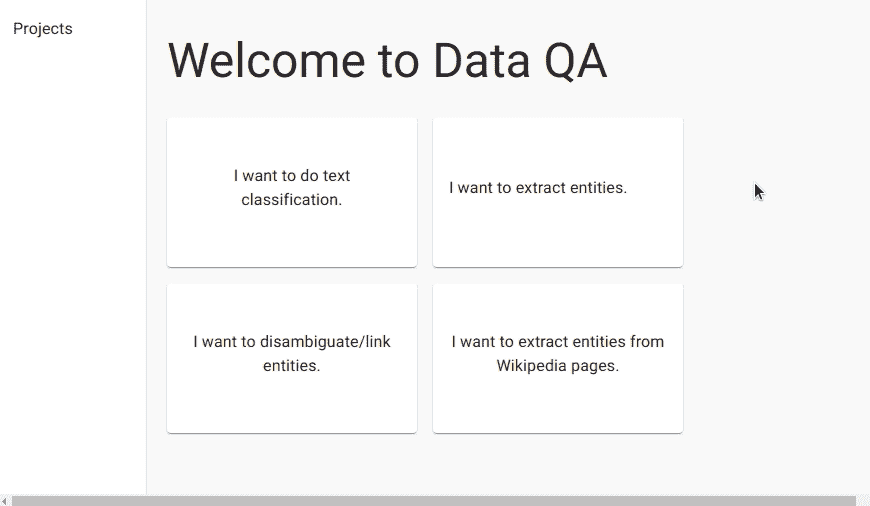 Projects
Welcome to Data QA
I want to do text
classification.
I want to extract entities.
I want to disambiguate/link
entities.
I want to extract entities from
Wikipedia pages.